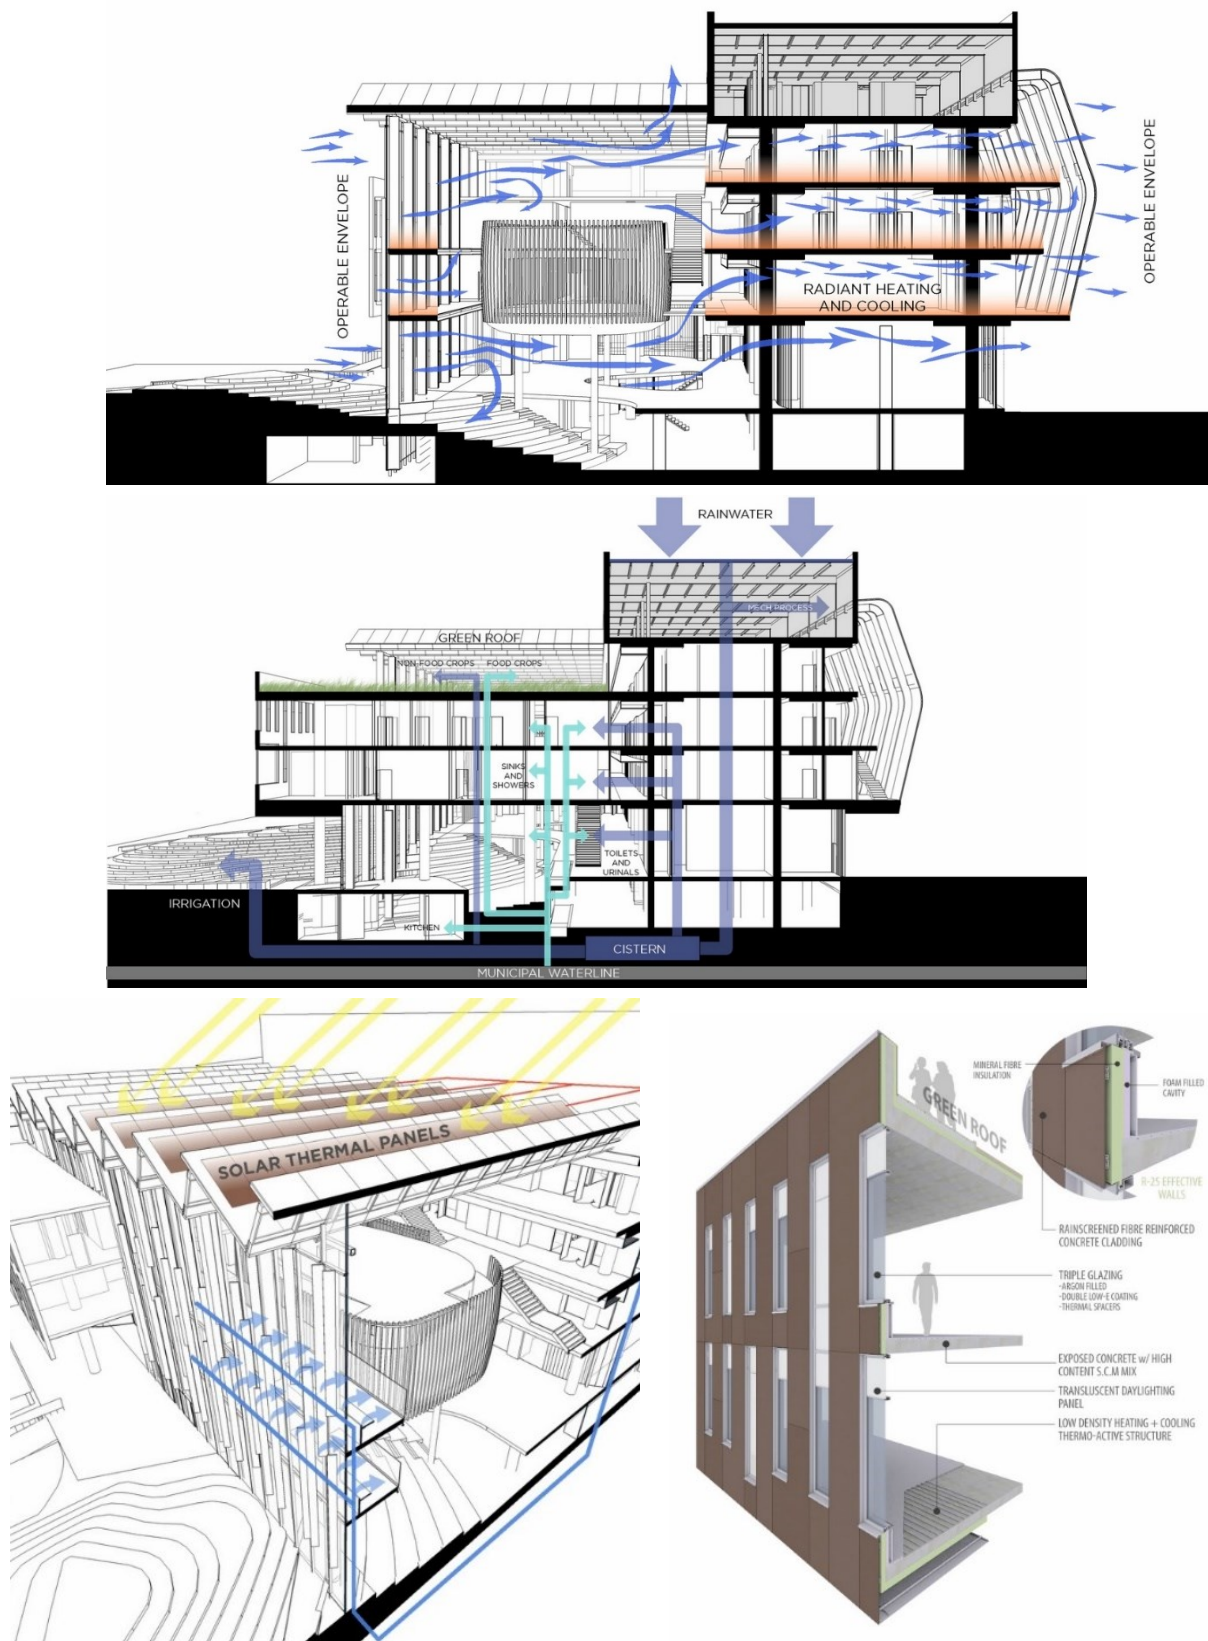 OPERABLE ENVELOPE
OPERABLE ENVELOPE
RADIANT HEATING
AND COOLING
RAINWATER
MECH PROCESS
GREEN ROOF
NON-FOOD CROPS
FOOD CROPS
SINKS
AND
SHOWERS
TOILETS
AND
URINALS
IRRIGATION
KITCHEN
CISTERN
MUNICIPAL WATERLINE
SOLAR THERMAL PANELS
GREEN ROOF
MINERAL FIBRE
INSULATION
FOAM FILLED
CAVITY
R-25 EFFECTIVE
WALLS
RAINSCREENED FIBRE REINFORCED
CONCRETE CLADDING
TRIPLE GLAZING
-ARGON FILLED
-DOUBLE LOW-E COATING
-THERMAL SPACERS
EXPOSED CONCRETE w/ HIGH
CONTENT S.C.M MIX
TRANSLUSCENT DAYLIGHTING
PANEL
LOW DENSITY HEATING + COOLING
THERMO-ACTIVE STRUCTURE